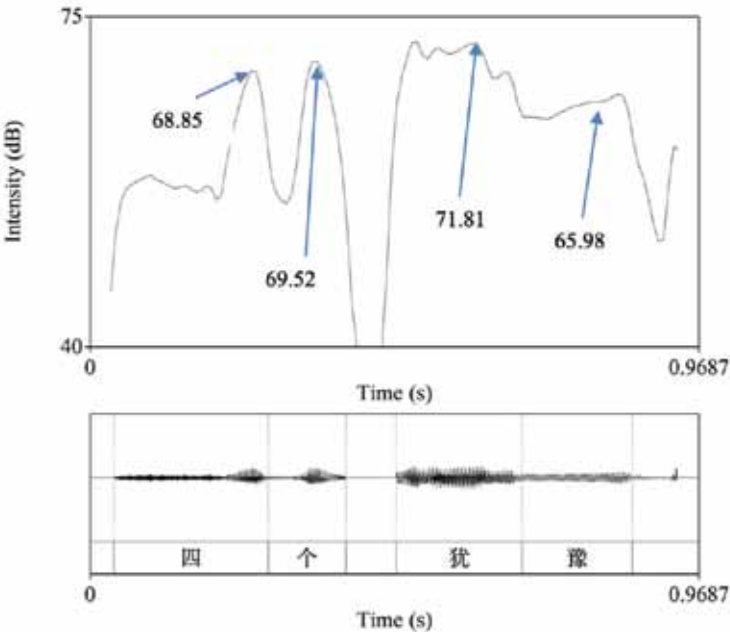 75
Intensity (dB)
68.85
69.52
71.81
65.98
40
0
0.9687
Time (s)
四 个 犹 豫
0
0.9687
Time (s)